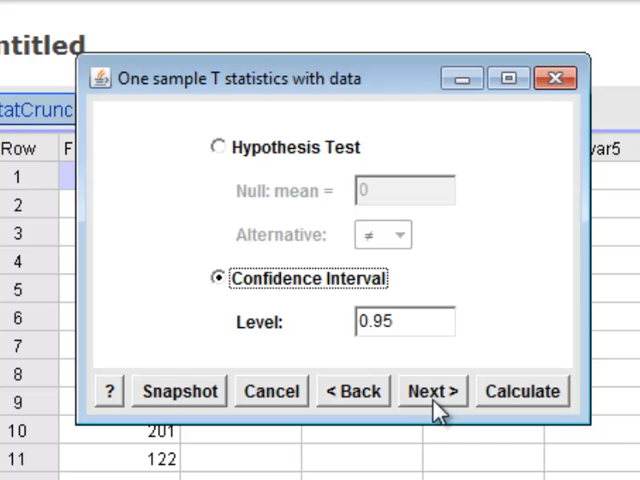 ntitled
One sample T statistics with data
tatCrunc
Row F var5
Hypothesis Test
1
Null: mean = 0
2
3
Alternative: ≠
4
Confidence Interval
5
6
Level: 0.95
7
8
? Snapshot Cancel < Back Next > Calculate
9
10 201
11 122